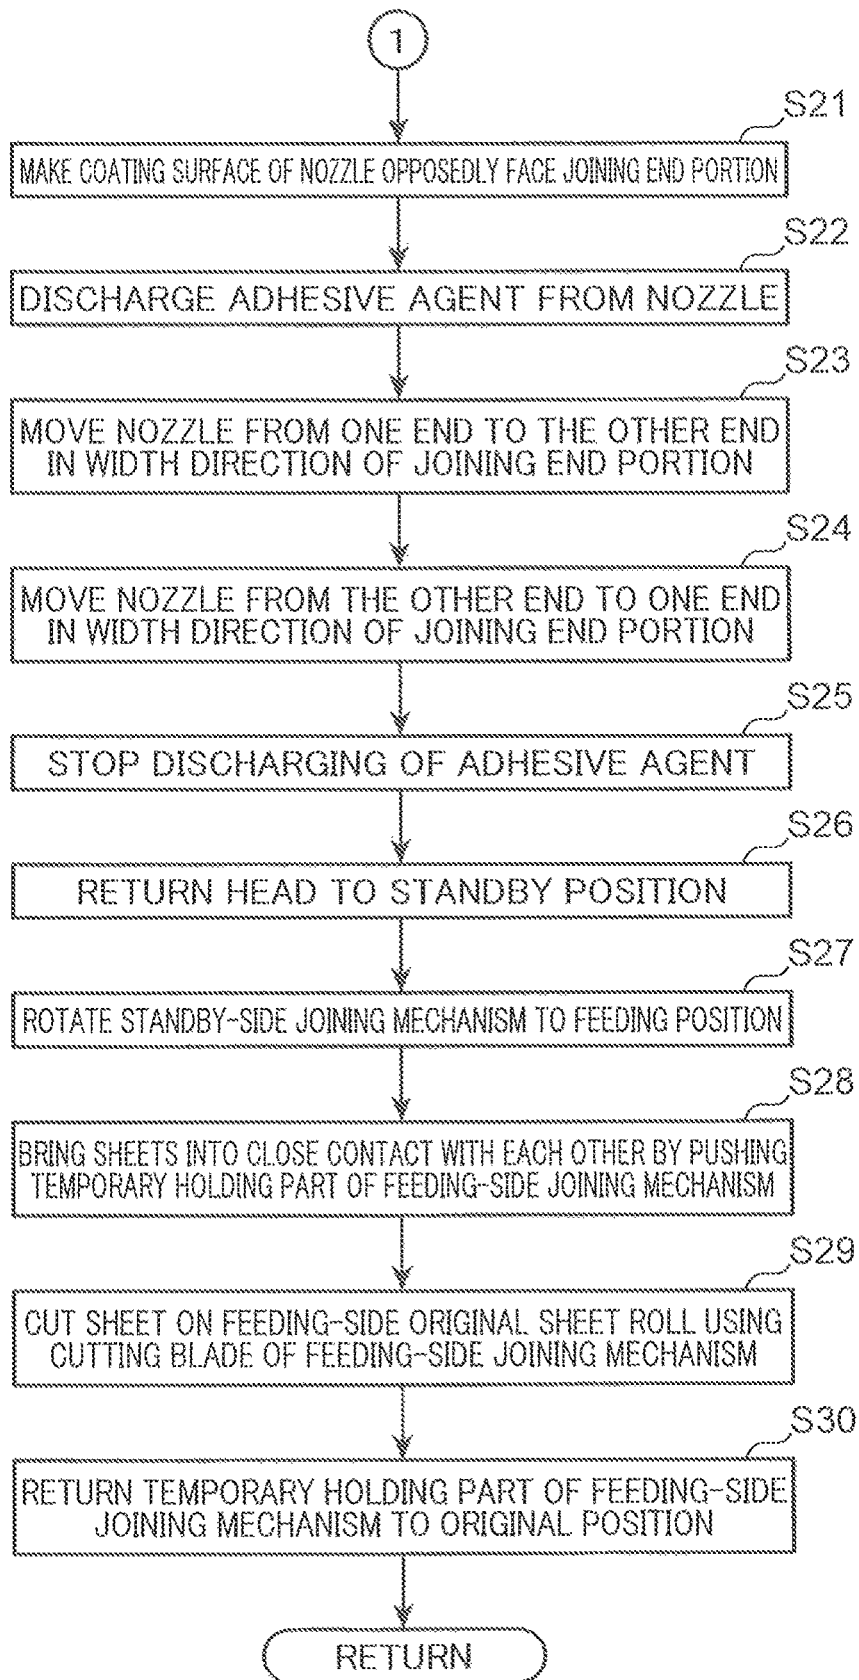 1
S21
MAKE COATING SURFACE OF NOZZLE OPPOSEDLY FACE JOINING END PORTION
S22
DISCHARGE ADHESIVE AGENT FROM NOZZLE
S23
MOVE NOZZLE FROM ONE END TO THE OTHER END
IN WIDTH DIRECTION OF JOINING END PORTION
S24
MOVE NOZZLE FROM THE OTHER END TO ONE END
IN WIDTH DIRECTION OF JOINING END PORTION
S25
STOP DISCHARGING OF ADHESIVE AGENT
S26
RETURN HEAD TO STANDBY POSITION
S27
ROTATE STANDBY-SIDE JOINING MECHANISM TO FEEDING POSITION
S28
BRING SHEETS INTO CLOSE CONTACT WITH EACH OTHER BY PUSHING
TEMPORARY HOLDING PART OF FEEDING-SIDE JOINING MECHANISM
S29
CUT SHEET ON FEEDING-SIDE ORIGINAL SHEET ROLL USING
CUTTING BLADE OF FEEDING-SIDE JOINING MECHANISM
S30
RETURN TEMPORARY HOLDING PART OF FEEDING-SIDE
JOINING MECHANISM TO ORIGINAL POSITION
RETURN